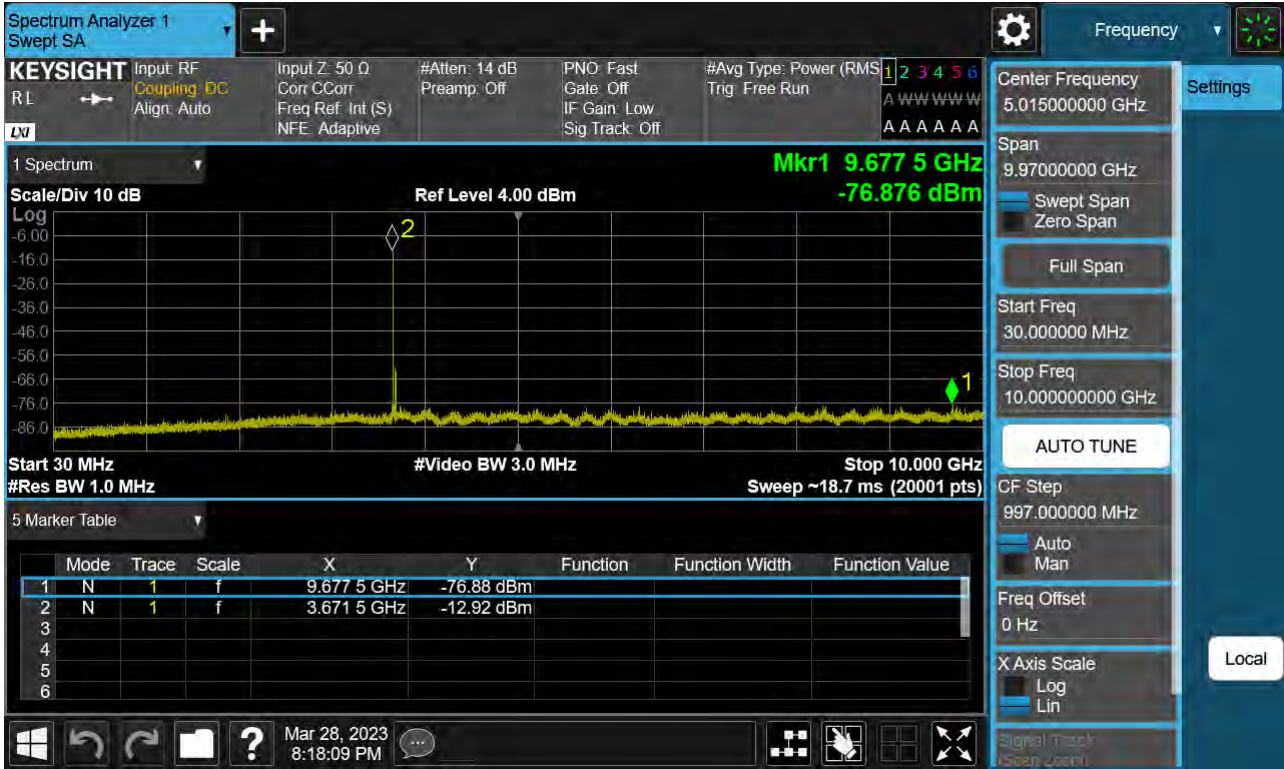 Spectrum Analyzer 1
Swept SA
Frequency
KEYSIGHT
RL
LXI
Input: RF
Coupling: DC
Align: Auto
Input Z: 50 Ω
Corr CCorr
Freq Ref: Int (S)
NFE: Adaptive
#Atten: 14 dB
Preamp: Off
PNO: Fast
Gate: Off
IF Gain: Low
Sig Track: Off
#Avg Type: Power (RMS
Trig: Free Run
1 2 3 4 5 6
A W W W W W
A A A A A A
1 Spectrum
Mkr1 9.677 5 GHz
-76.876 dBm
Scale/Div 10 dB
Ref Level 4.00 dBm
Log
-6.00
-16.0
-26.0
-36.0
-46.0
-56.0
-66.0
-76.0
-86.0
2
1
Start 30 MHz
#Video BW 3.0 MHz
Stop 10.000 GHz
#Res BW 1.0 MHz
Sweep ~18.7 ms (20001 pts)
5 Marker Table
Mode Trace Scale X Y Function Function Width Function Value
1 N 1 f 9.677 5 GHz -76.88 dBm
2 N 1 f 3.671 5 GHz -12.92 dBm
3
4
5
6
Mar 28, 2023
8:18:09 PM
Center Frequency
5.015000000 GHz
Span
9.97000000 GHz
Swept Span
Zero Span
Full Span
Start Freq
30.000000 MHz
Stop Freq
10.000000000 GHz
AUTO TUNE
CF Step
997.000000 MHz
Auto
Man
Freq Offset
0 Hz
X Axis Scale
Log
Lin
Signal Track
(Span Zoom)
Settings
Local